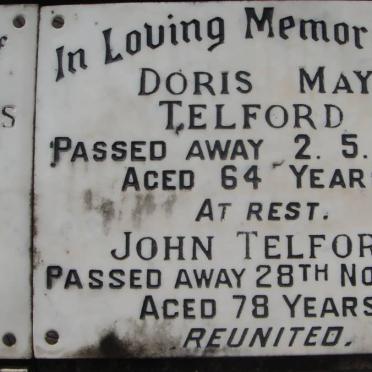 In Loving Memor
DORIS MAY
TELFORD
PASSED AWAY 2. 5.
AGED 64 YEAR
AT REST.
JOHN TELFOR
PASSED AWAY 28TH NO
AGED 78 YEARS
REUNITED.